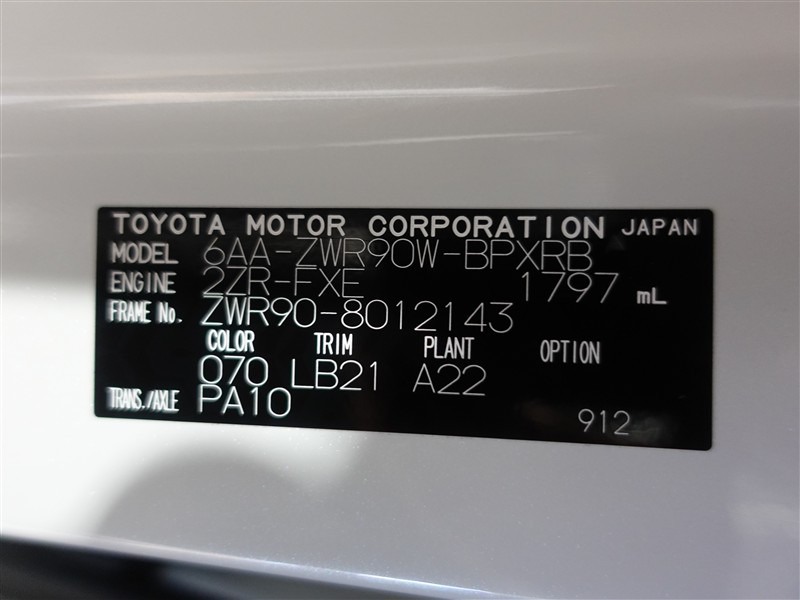 TOYOTA MOTOR CORPORATION JAPAN
MODEL 6AA-ZWR90W-BPXRB
ENGINE 2ZR-FXE 1797 mL
FRAME No. ZWR90-8012143
COLOR TRIM PLANT OPTION
070 LB21 A22
TRANS./AXLE PA10
912